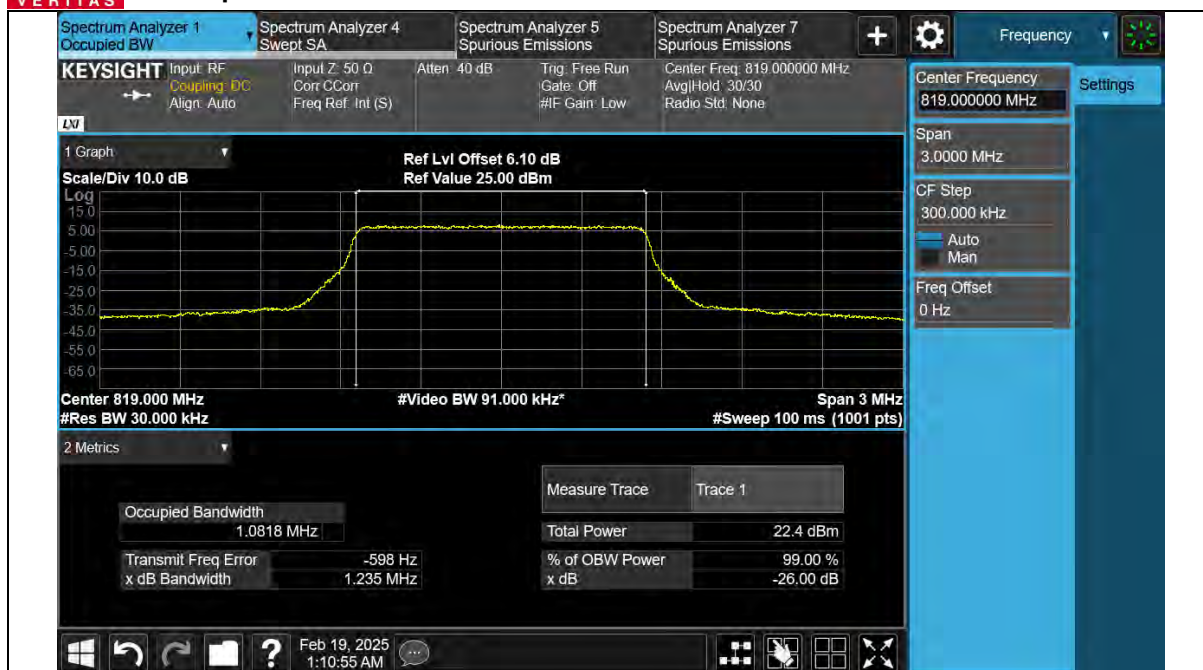 VERITAS
Spectrum Analyzer 1
Occupied BW
Spectrum Analyzer 4
Swept SA
Spectrum Analyzer 5
Spurious Emissions
Spectrum Analyzer 7
Spurious Emissions
+
Frequency
KEYSIGHT
LXI
Input: RF
Coupling: DC
Align: Auto
Input Z: 50 Ω
Corr CCorr
Freq Ref: Int (S)
Atten: 40 dB
Trig: Free Run
Gate: Off
#IF Gain: Low
Center Freq: 819.000000 MHz
Avg|Hold: 30/30
Radio Std: None
Center Frequency
819.000000 MHz
Settings
Span
3.0000 MHz
CF Step
300.000 kHz
Auto
Man
Freq Offset
0 Hz
1 Graph
Scale/Div 10.0 dB
Ref Lvl Offset 6.10 dB
Ref Value 25.00 dBm
Log
15.0
5.00
-5.00
-15.0
-25.0
-35.0
-45.0
-55.0
-65.0
Center 819.000 MHz
#Res BW 30.000 kHz
#Video BW 91.000 kHz*
Span 3 MHz
#Sweep 100 ms (1001 pts)
2 Metrics
Measure Trace Trace 1
Occupied Bandwidth
1.0818 MHz
Total Power 22.4 dBm
Transmit Freq Error -598 Hz
% of OBW Power 99.00 %
x dB Bandwidth 1.235 MHz
x dB -26.00 dB
?
Feb 19, 2025
1:10:55 AM